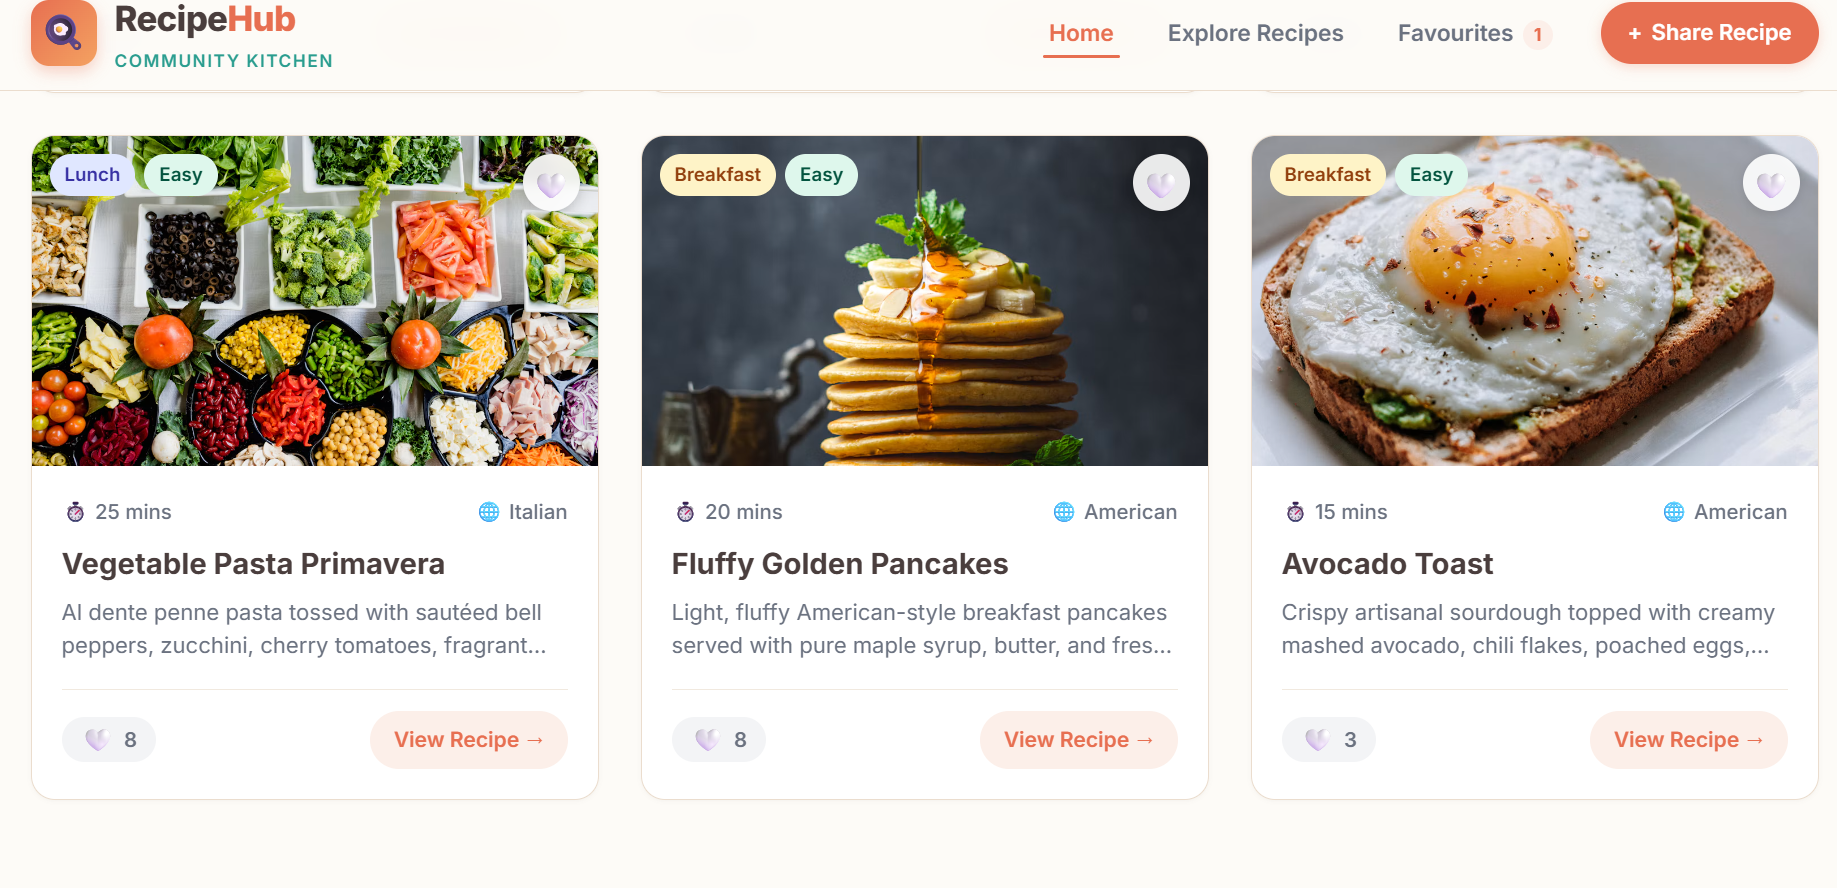 RecipeHub
COMMUNITY KITCHEN
Home
Explore Recipes
Favourites 1
+ Share Recipe
Lunch
Easy
25 mins
Italian
Vegetable Pasta Primavera
Al dente penne pasta tossed with sautéed bell
peppers, zucchini, cherry tomatoes, fragrant...
8
View Recipe →
Breakfast
Easy
20 mins
American
Fluffy Golden Pancakes
Light, fluffy American-style breakfast pancakes
served with pure maple syrup, butter, and fres...
8
View Recipe →
Breakfast
Easy
15 mins
American
Avocado Toast
Crispy artisanal sourdough topped with creamy
mashed avocado, chili flakes, poached eggs,...
3
View Recipe →